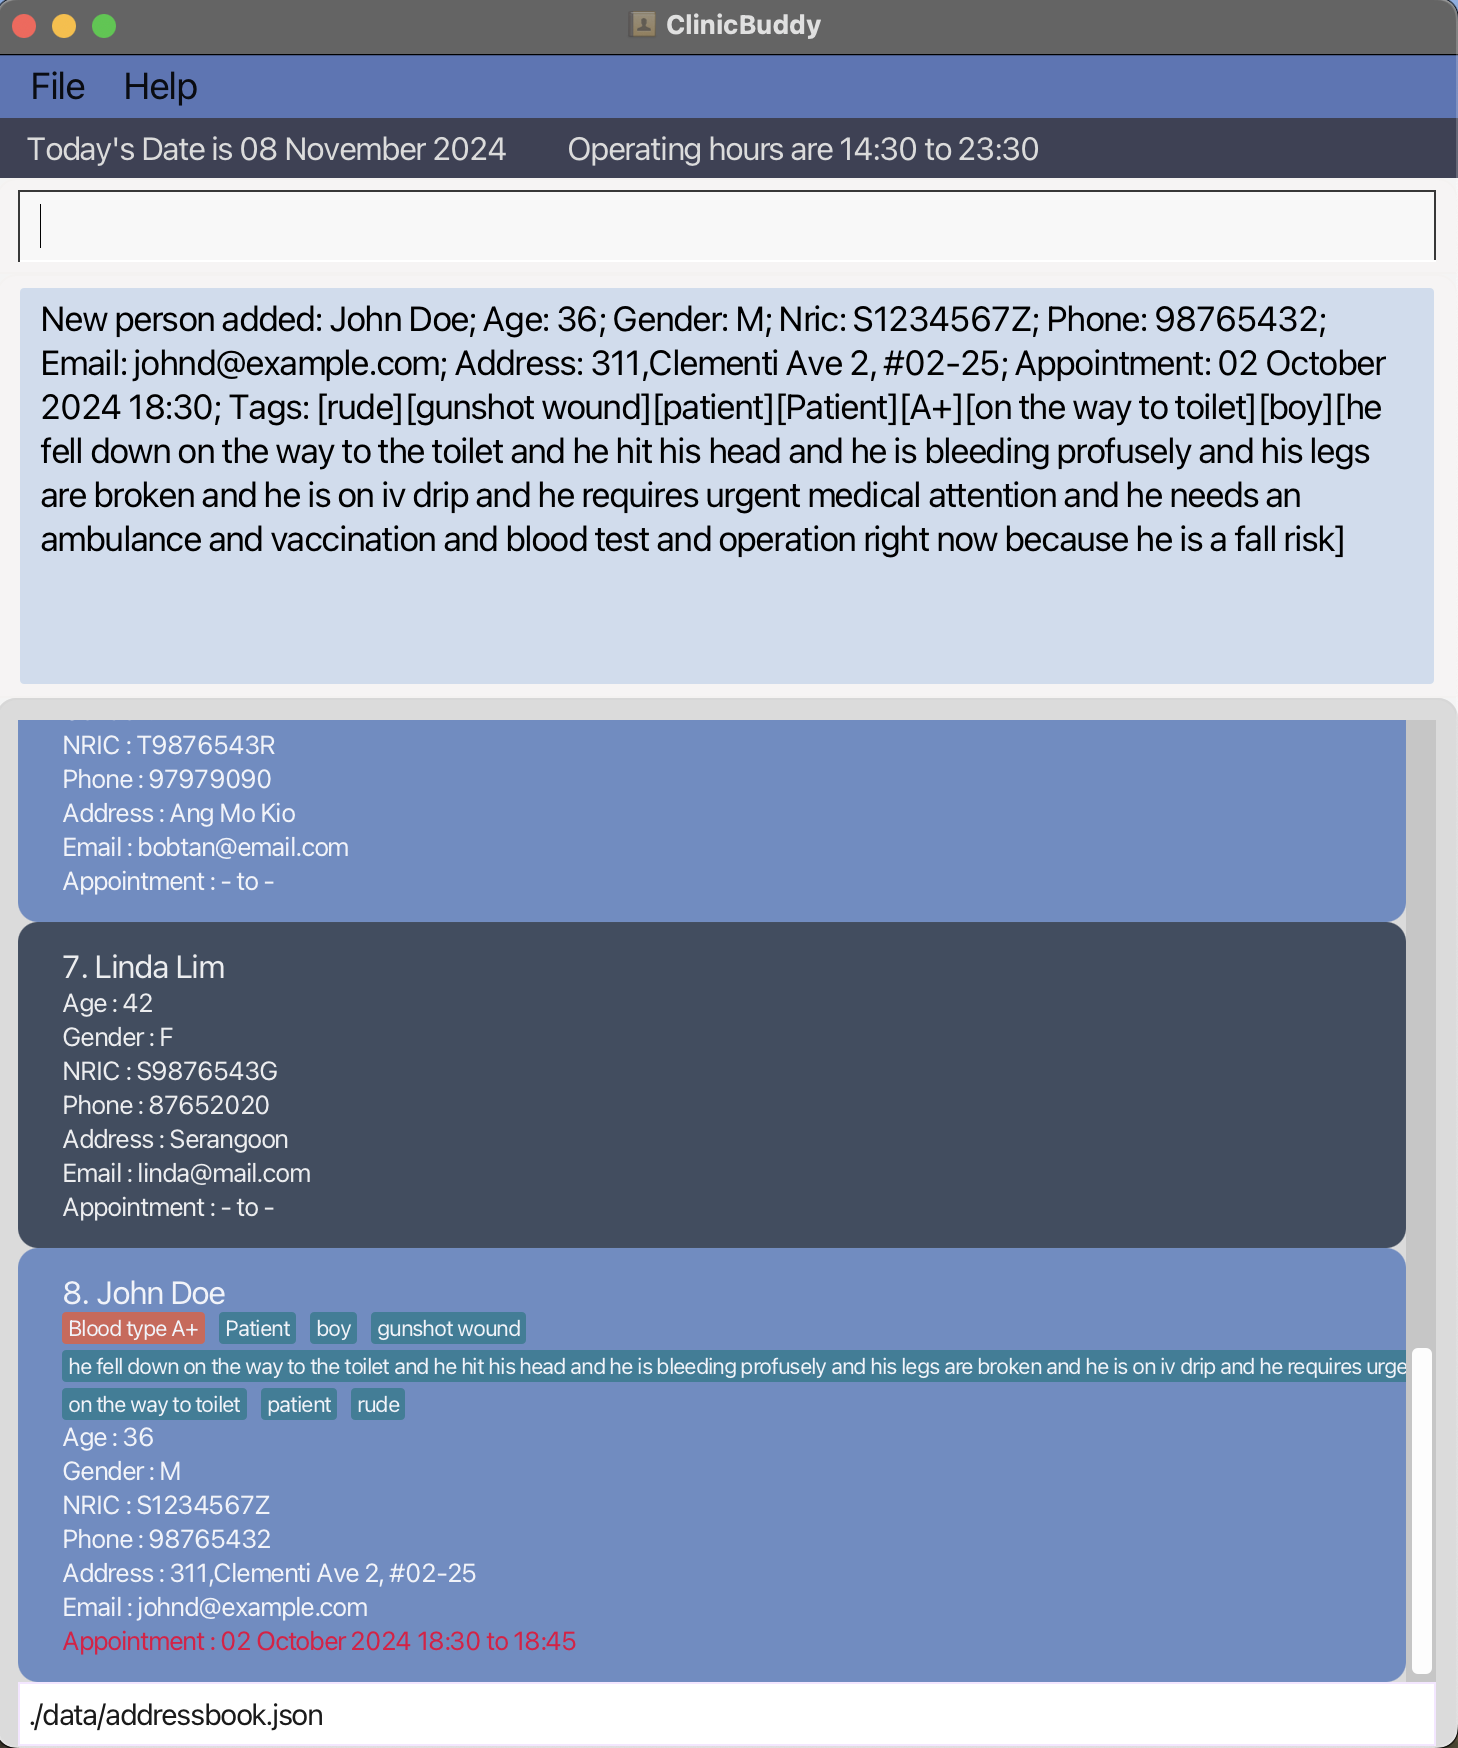 ClinicBuddy
File Help
Today's Date is 08 November 2024 Operating hours are 14:30 to 23:30
New person added: John Doe; Age: 36; Gender: M; Nric: S1234567Z; Phone: 98765432;
Email: johnd@example.com; Address: 311,Clementi Ave 2, #02-25; Appointment: 02 October
2024 18:30; Tags: [rude][gunshot wound][patient][Patient][A+][on the way to toilet][boy][he
fell down on the way to the toilet and he hit his head and he is bleeding profusely and his legs
are broken and he is on iv drip and he requires urgent medical attention and he needs an
ambulance and vaccination and blood test and operation right now because he is a fall risk]
NRIC : T9876543R
Phone : 97979090
Address : Ang Mo Kio
Email : bobtan@email.com
Appointment : - to -
7. Linda Lim
Age : 42
Gender : F
NRIC : S9876543G
Phone : 87652020
Address : Serangoon
Email : linda@mail.com
Appointment : - to -
8. John Doe
Blood type A+ Patient boy gunshot wound
he fell down on the way to the toilet and he hit his head and he is bleeding profusely and his legs are broken and he is on iv drip and he requires urge
on the way to toilet patient rude
Age : 36
Gender : M
NRIC : S1234567Z
Phone : 98765432
Address : 311,Clementi Ave 2, #02-25
Email : johnd@example.com
Appointment : 02 October 2024 18:30 to 18:45
./data/addressbook.json